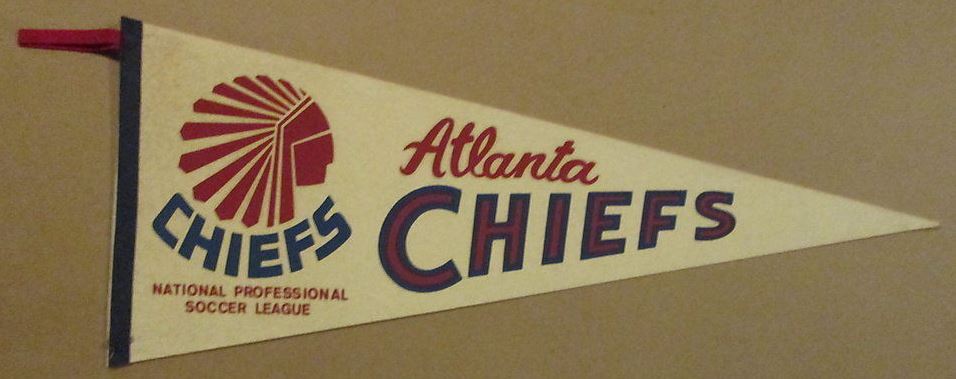 CHIEFS
NATIONAL PROFESSIONAL
SOCCER LEAGUE
Atlanta
CHIEFS